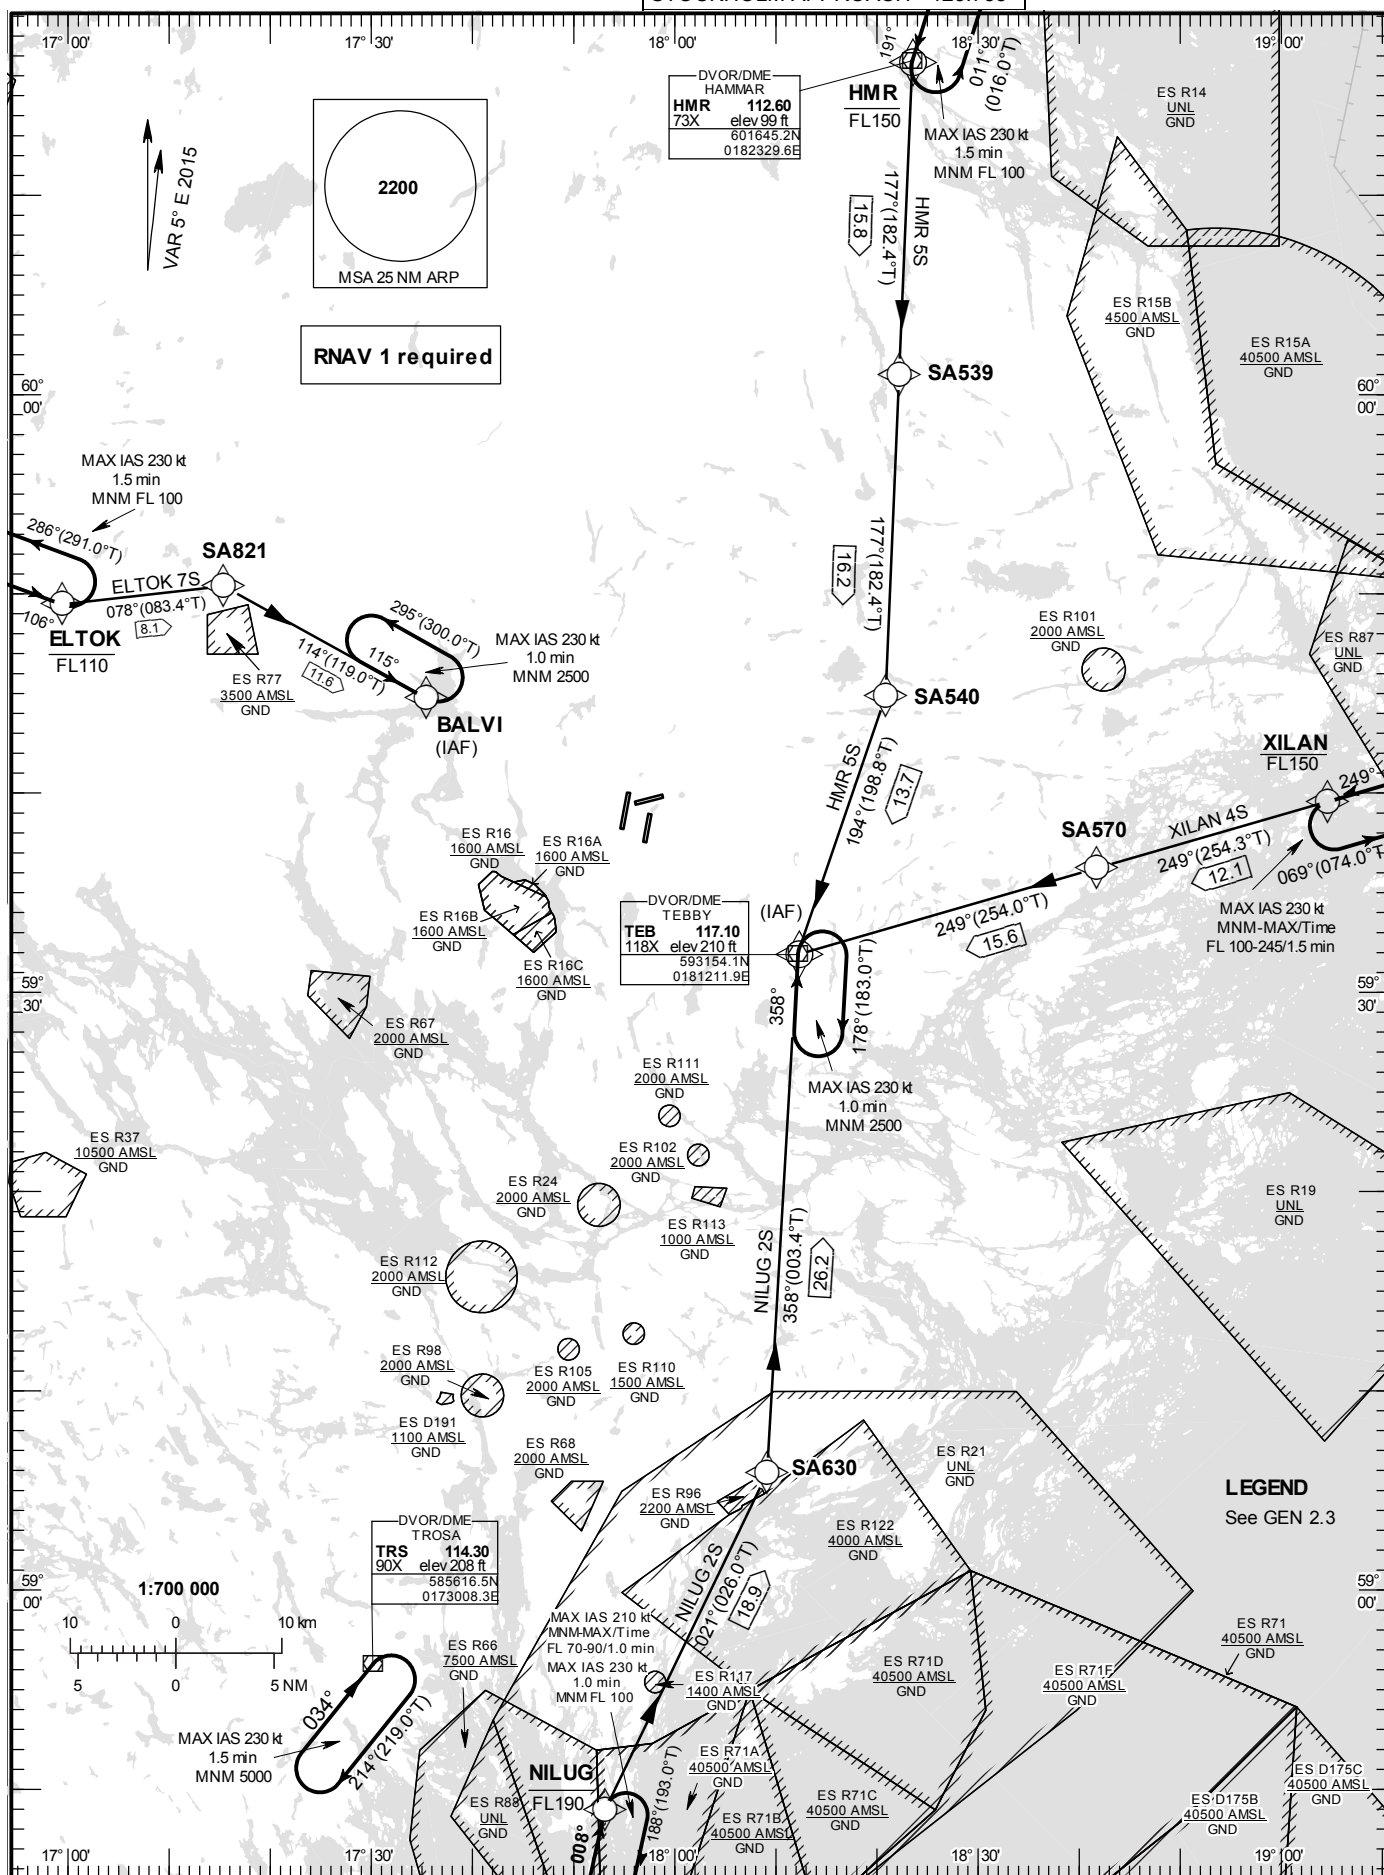 17° 00'
17° 30'
18° 00'
18° 30'
19° 00'
VAR 5° E 2015
2200
MSA 25 NM ARP
RNAV 1 required
DVOR/DME
HAMMAR
HMR 112.60
73X elev 99 ft
601645.2N
0182329.6E
191°
HMR
FL150
011°
(016.0°T)
MAX IAS 230 kt
1.5 min
MNM FL 100
ES R14
UNL
GND
HMR 5S
177°(182.4°T)
15.8
ES R15B
4500 AMSL
GND
ES R15A
40500 AMSL
GND
SA539
60°
00'
60°
00'
MAX IAS 230 kt
1.5 min
MNM FL 100
286°(291.0°T)
SA821
ELTOK 7S
078°(083.4°T)
8.1
106°
ELTOK
FL110
ES R77
3500 AMSL
GND
114°(119.0°T)
11.6
115°
295°(300.0°T)
MAX IAS 230 kt
1.0 min
MNM 2500
BALVI
(IAF)
177°(182.4°T)
16.2
ES R101
2000 AMSL
GND
ES R87
UNL
GND
SA540
XILAN
FL150
249°
HMR 5S
194°(198.8°T)
13.7
SA570
XILAN 4S
249°(254.3°T)
12.1
069°(074.0°T
MAX IAS 230 kt
MNM-MAX/Time
FL 100-245/1.5 min
249°(254.0°T)
15.6
ES R16
1600 AMSL
GND
ES R16A
1600 AMSL
GND
ES R16B
1600 AMSL
GND
ES R16C
1600 AMSL
GND
DVOR/DME
TEBBY
TEB 117.10
118X elev 210 ft
593154.1N
0181211.9E
(IAF)
358°
178°(183.0°T)
MAX IAS 230 kt
1.0 min
MNM 2500
59°
30'
59°
30'
ES R67
2000 AMSL
GND
ES R111
2000 AMSL
GND
ES R102
2000 AMSL
GND
ES R37
10500 AMSL
GND
ES R24
2000 AMSL
GND
ES R113
1000 AMSL
GND
ES R19
UNL
GND
ES R112
2000 AMSL
GND
NILUG 2S
358°(003.4°T)
26.2
ES R98
2000 AMSL
GND
ES R105
2000 AMSL
GND
ES R110
1500 AMSL
GND
ES D191
1100 AMSL
GND
ES R68
2000 AMSL
GND
SA630
ES R96
2200 AMSL
GND
ES R21
UNL
GND
ES R122
4000 AMSL
GND
LEGEND
See GEN 2.3
DVOR/DME
TROSA
TRS 114.30
90X elev 208 ft
585616.5N
0173008.3E
59°
00'
59°
00'
1:700 000
10 0 10 km
5 0 5 NM
NILUG 2S
021°(026.0°T)
18.9
MAX IAS 210 kt
MNM-MAX/Time
FL 70-90/1.0 min
MAX IAS 230 kt
1.0 min
MNM FL 100
ES R66
7500 AMSL
GND
ES R117
1400 AMSL
GND
ES R71D
40500 AMSL
GND
ES R71F
40500 AMSL
GND
ES R71
40500 AMSL
GND
034°
214°(219.0°T)
MAX IAS 230 kt
1.5 min
MNM 5000
NILUG
FL190
008°
188°(193.0°T)
ES R88
UNL
GND
ES R71A
40500 AMSL
GND
ES R71B
40500 AMSL
GND
ES R71C
40500 AMSL
GND
ES D175B
40500 AMSL
GND
ES D175C
40500 AMSL
GND
17° 00'
17° 30'
18° 00'
18° 30'
19° 00'